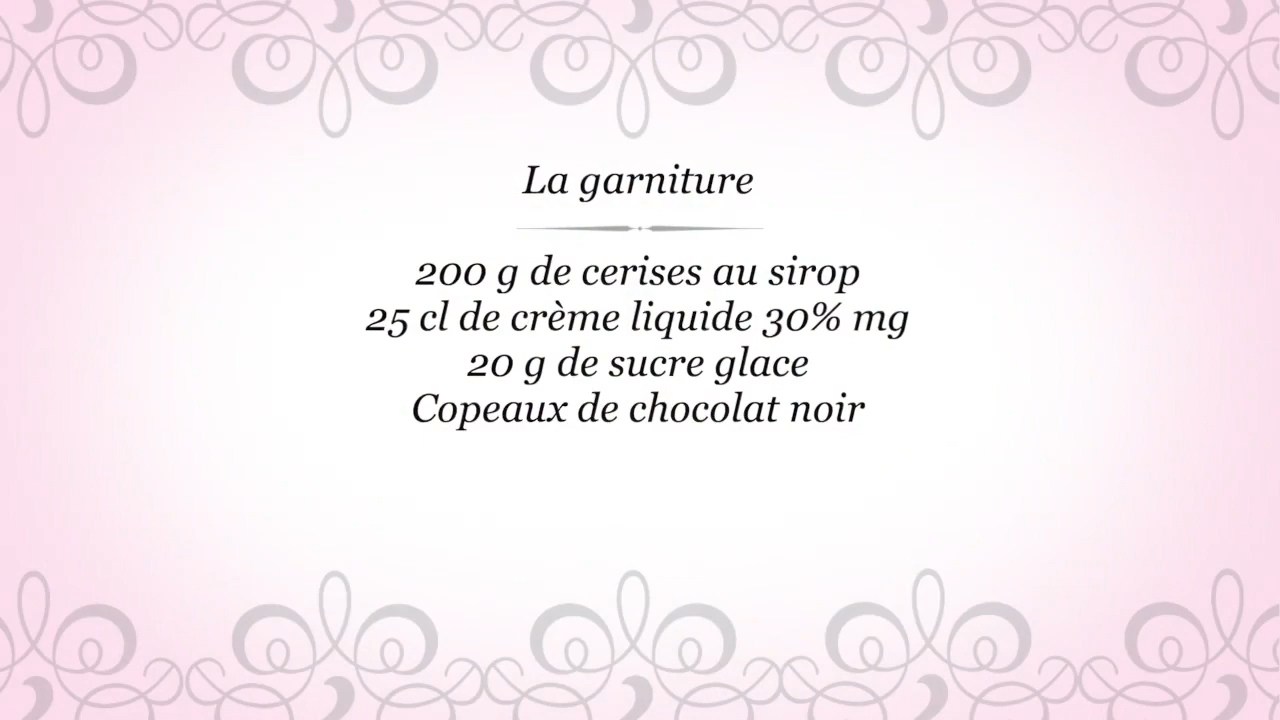 La garniture
200 g de cerises au sirop
25 cl de crème liquide 30% mg
20 g de sucre glace
Copeaux de chocolat noir